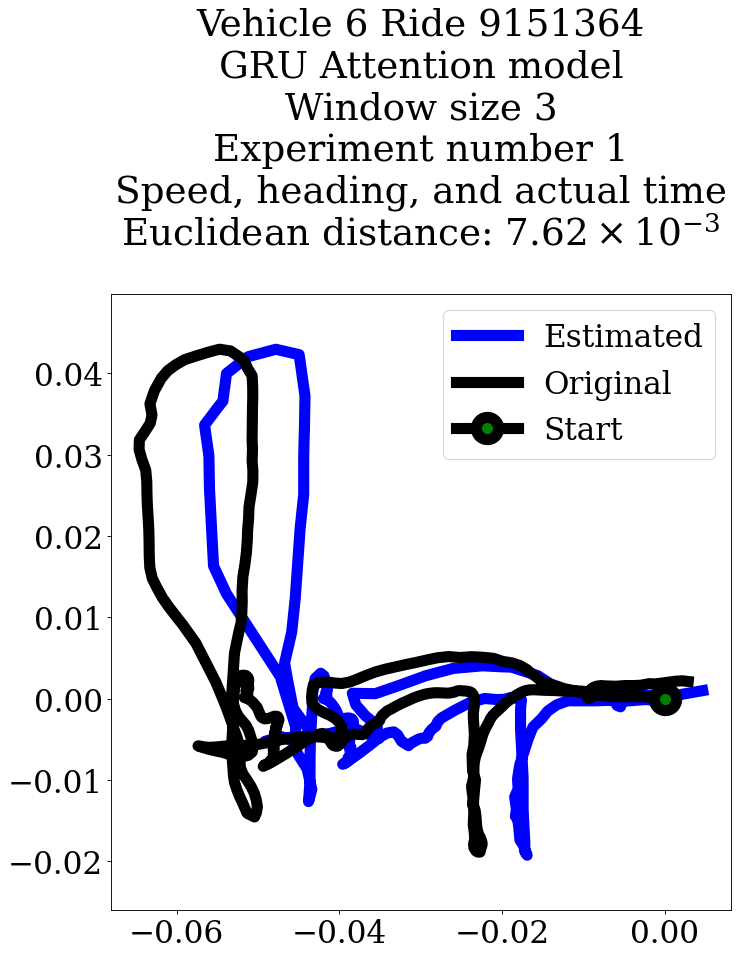 Vehicle 6 Ride 9151364
GRU Attention model
Window size 3
Experiment number 1
Speed, heading, and actual time
Euclidean distance: 7.62 × 10⁻³
Estimated
Original
Start
0.04
0.03
0.02
0.01
0.00
−0.01
−0.02
−0.06 −0.04 −0.02 0.00